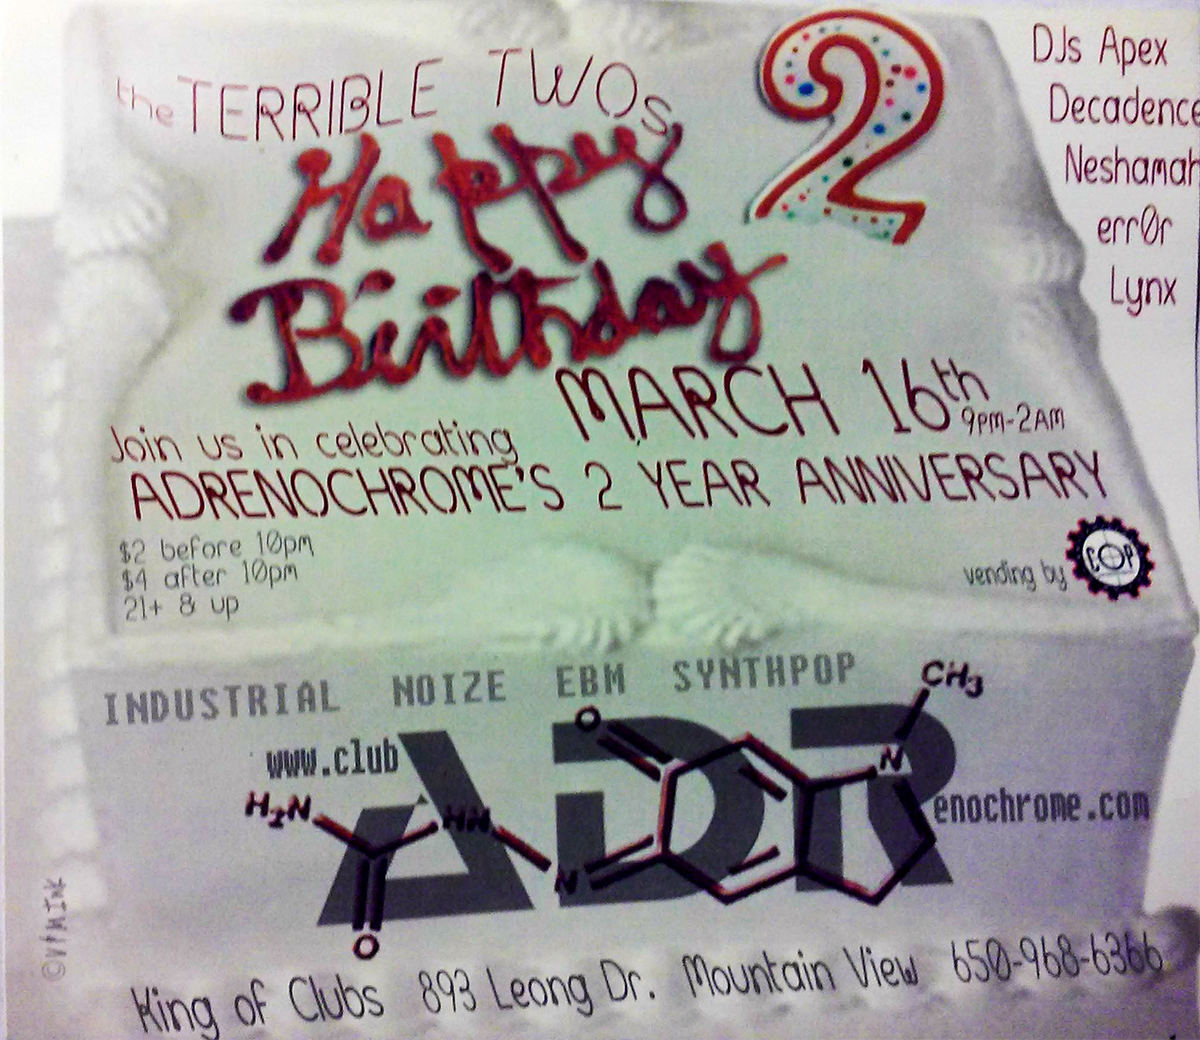 the TERRIBLE TWOs
Happy
Birthday
2
DJs Apex
Decadence
Neshamah
err0r
Lynx
MARCH 16th
9PM-2AM
Join us in celebrating
ADRENOCHROME'S 2 YEAR ANNIVERSARY
$2 before 10pm
$4 after 10pm
21+ & up
vending by COP
INDUSTRIAL NOIZE EBM SYNTHPOP
www.club
ADR
enochrome.com
CH3
O
N
H2N
HN
N
O
King of Clubs 893 Leong Dr. Mountain View 650-968-6366